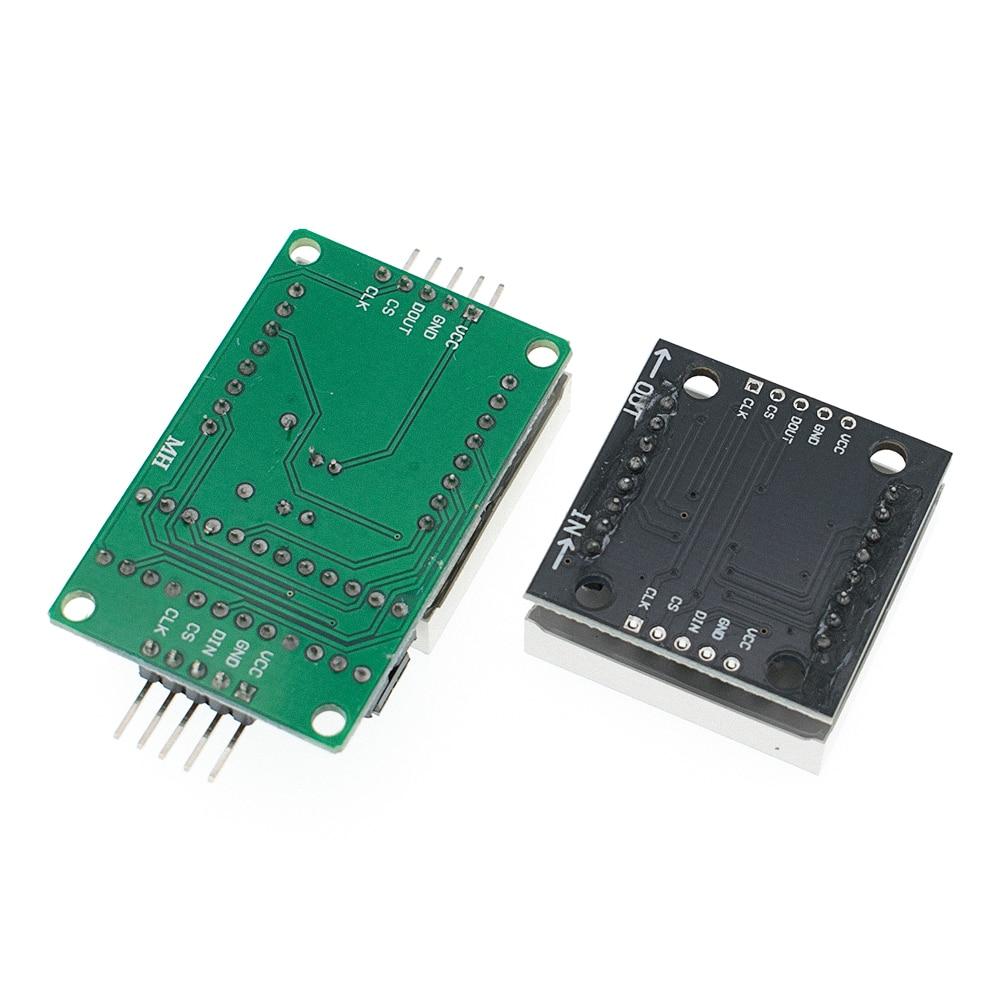 CLK
CS
DOUT
GND
VCC
MH
CLK
CS
DIN
GND
VCC
OUT
CLK
CS
DOUT
GND
VCC
IN
CLK
CS
DIN
GND
VCC